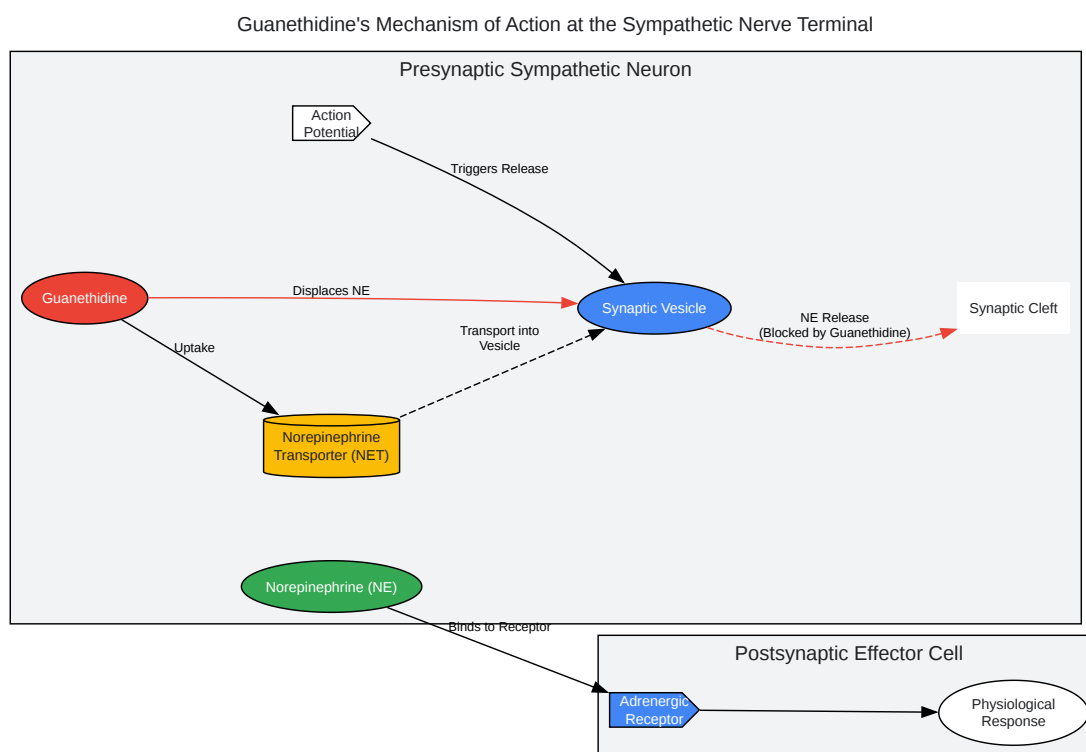 Guanethidine's Mechanism of Action at the Sympathetic Nerve Terminal
Presynaptic Sympathetic Neuron
Action
Potential
Triggers Release
Guanethidine
Displaces NE
Synaptic Vesicle
Synaptic Cleft
NE Release
(Blocked by Guanethidine)
Transport into
Vesicle
Uptake
Norepinephrine
Transporter (NET)
Norepinephrine (NE)
Binds to Receptor
Postsynaptic Effector Cell
Adrenergic
Receptor
Physiological
Response